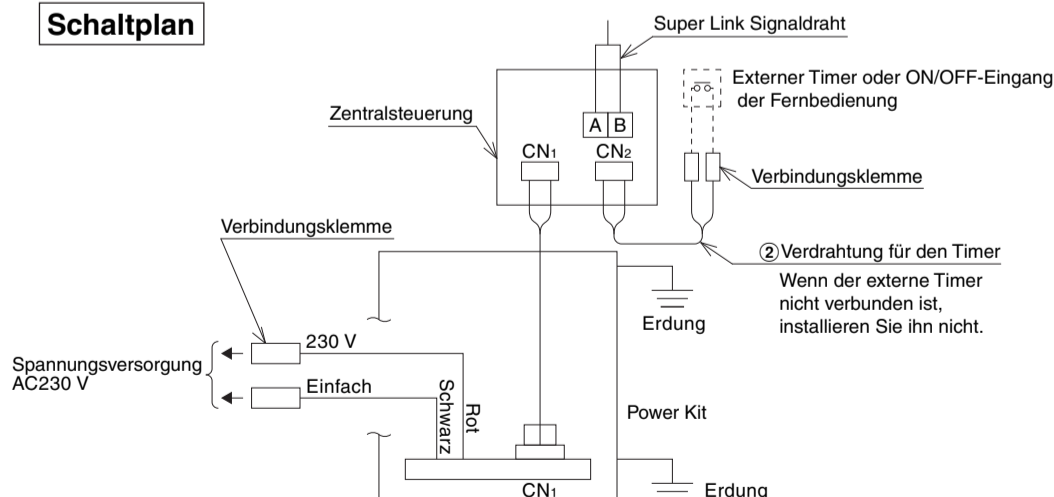 Schaltplan
Super Link Signaldraht
Externer Timer oder ON/OFF-Eingang
der Fernbedienung
Zentralsteuerung
A B
CN1
CN2
Verbindungsklemme
Verbindungsklemme
②Verdrahtung für den Timer
Wenn der externe Timer
nicht verbunden ist,
installieren Sie ihn nicht.
Erdung
230 V
Spannungsversorgung
AC230 V
Einfach
Schwarz
Rot
Power Kit
CN1
Erdung